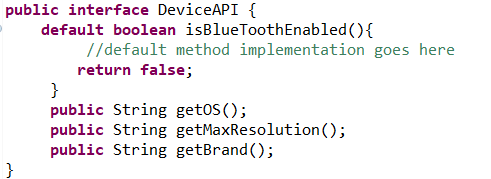 public interface DeviceAPI {
    default boolean isBlueToothEnabled(){
        //default method implementation goes here
       return false;
    }
    public String getOS();
    public String getMaxResolution();
    public String getBrand();
}